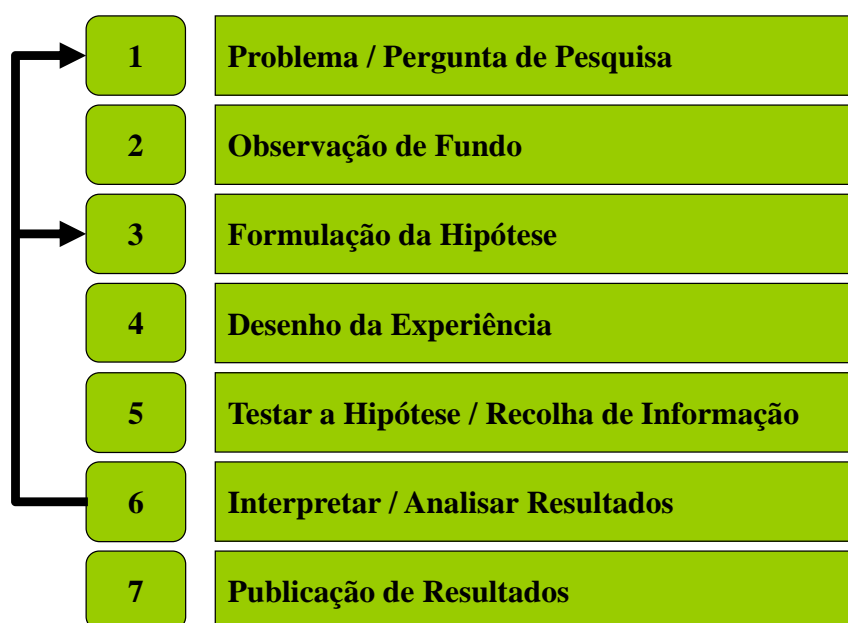 1 Problema / Pergunta de Pesquisa
2 Observação de Fundo
3 Formulação da Hipótese
4 Desenho da Experiência
5 Testar a Hipótese / Recolha de Informação
6 Interpretar / Analisar Resultados
7 Publicação de Resultados